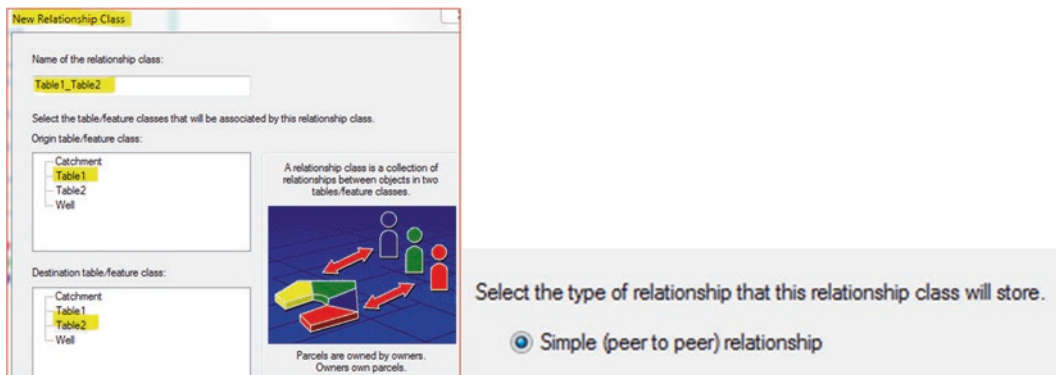 New Relationship Class
Name of the relationship class:
Table1_Table2
Select the table/feature classes that will be associated by this relationship class.
Origin table/feature class:
Catchment
Table1
Table2
Well
A relationship class is a collection of
relationships between objects in two
tables/feature classes.
Destination table/feature class:
Catchment
Table1
Table2
Well
Parcels are owned by owners.
Owners own parcels.
Select the type of relationship that this relationship class will store.
Simple (peer to peer) relationship